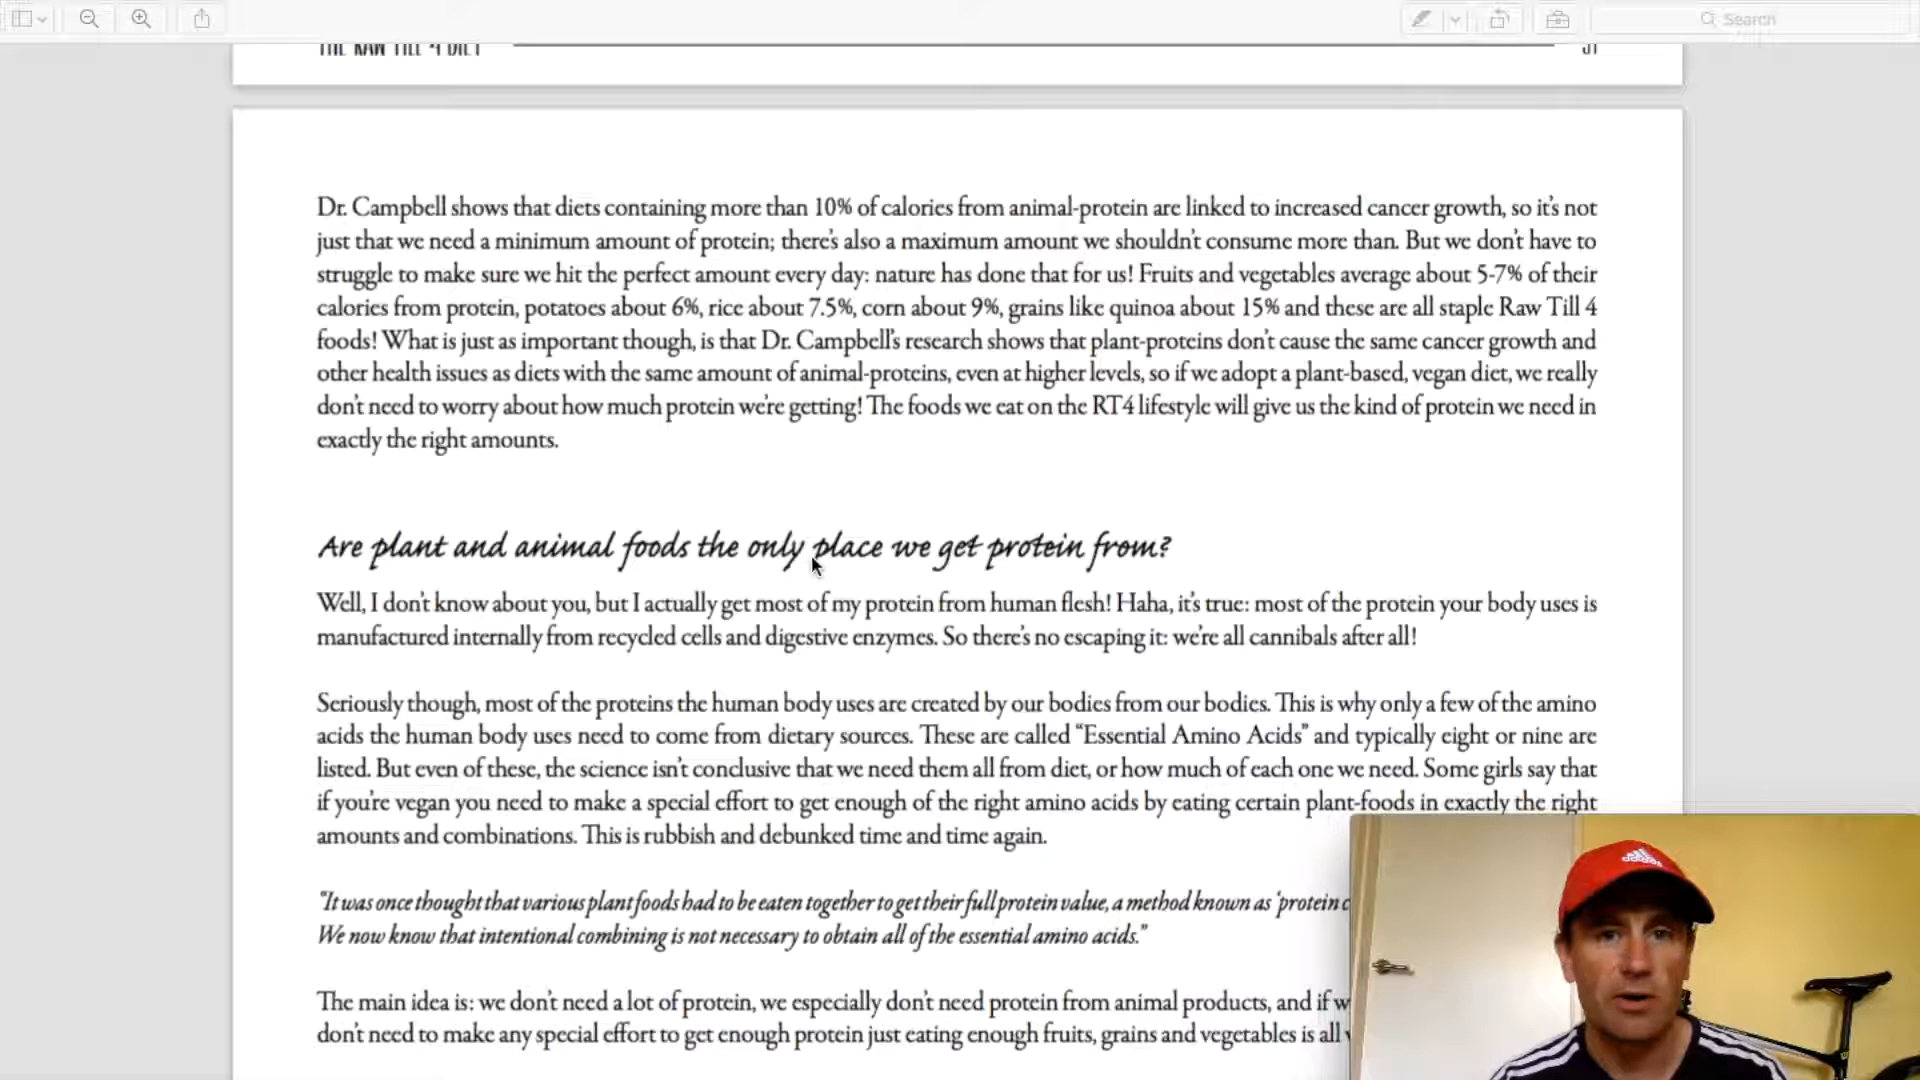 Search
THE RAW TILL 4 DIET
Dr. Campbell shows that diets containing more than 10% of calories from animal-protein are linked to increased cancer growth, so it's not
just that we need a minimum amount of protein; there's also a maximum amount we shouldn't consume more than. But we don't have to
struggle to make sure we hit the perfect amount every day: nature has done that for us! Fruits and vegetables average about 5-7% of their
calories from protein, potatoes about 6%, rice about 7.5%, corn about 9%, grains like quinoa about 15% and these are all staple Raw Till 4
foods! What is just as important though, is that Dr. Campbell's research shows that plant-proteins don't cause the same cancer growth and
other health issues as diets with the same amount of animal-proteins, even at higher levels, so if we adopt a plant-based, vegan diet, we really
don't need to worry about how much protein we're getting! The foods we eat on the RT4 lifestyle will give us the kind of protein we need in
exactly the right amounts.
Are plant and animal foods the only place we get protein from?
Well, I don't know about you, but I actually get most of my protein from human flesh! Haha, it's true: most of the protein your body uses is
manufactured internally from recycled cells and digestive enzymes. So there's no escaping it: we're all cannibals after all!
Seriously though, most of the proteins the human body uses are created by our bodies from our bodies. This is why only a few of the amino
acids the human body uses need to come from dietary sources. These are called “Essential Amino Acids” and typically eight or nine are
listed. But even of these, the science isn't conclusive that we need them all from diet, or how much of each one we need. Some girls say that
if you're vegan you need to make a special effort to get enough of the right amino acids by eating certain plant-foods in exactly the right
amounts and combinations. This is rubbish and debunked time and time again.
“It was once thought that various plant foods had to be eaten together to get their full protein value, a method known as ‘protein
We now know that intentional combining is not necessary to obtain all of the essential amino acids.”
The main idea is: we don't need a lot of protein, we especially don't need protein from animal products, and if
don't need to make any special effort to get enough protein just eating enough fruits, grains and vegetables is all